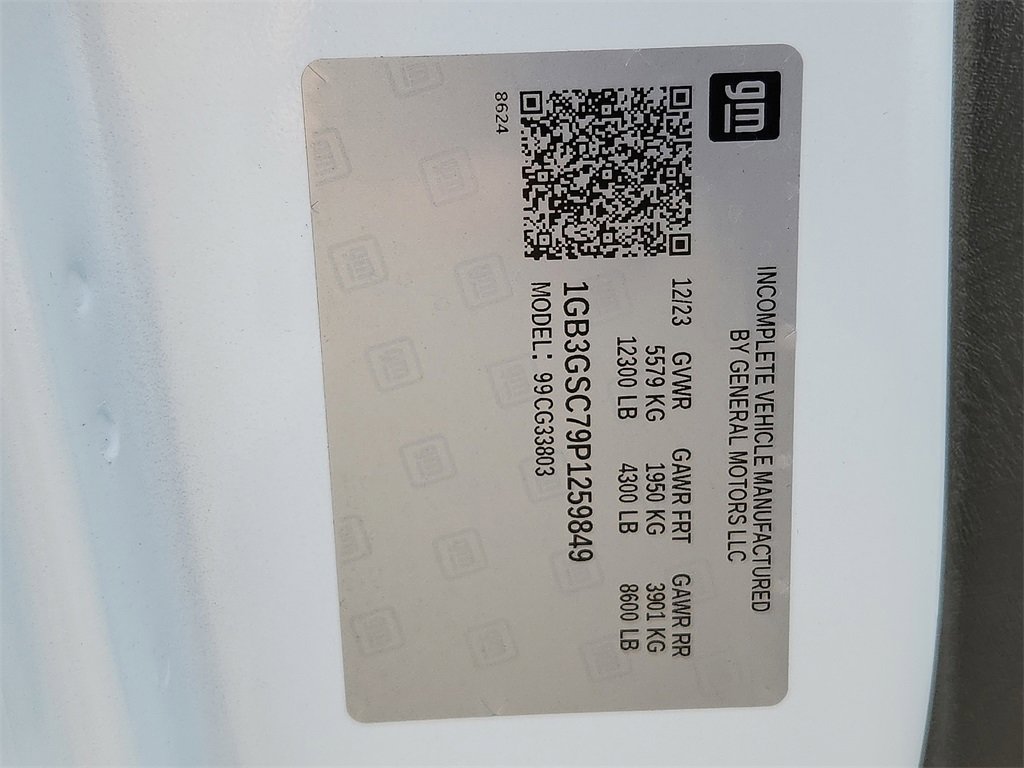 gm
INCOMPLETE VEHICLE MANUFACTURED
BY GENERAL MOTORS LLC
12/23 GVWR GAWR FRT GAWR RR
5579 KG 1950 KG 3901 KG
12300 LB 4300 LB 8600 LB
1GB3GSC79P1259849
MODEL: 99CG33803
8624